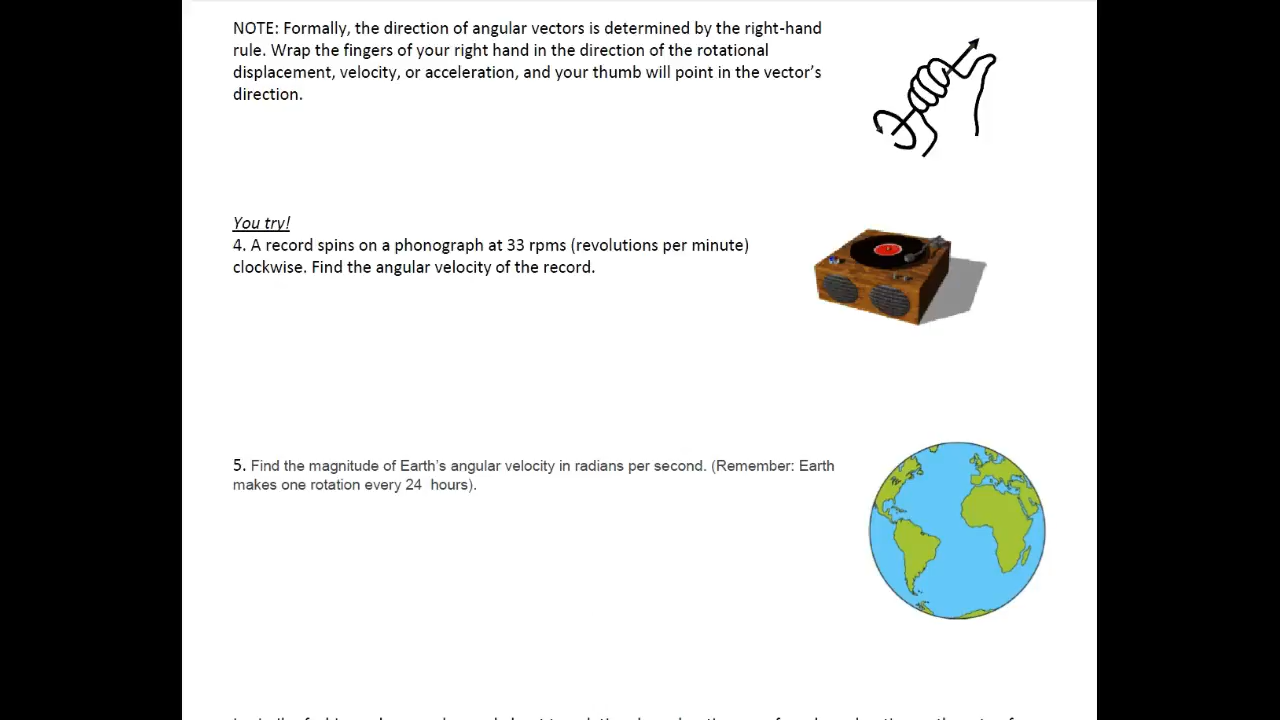 NOTE: Formally, the direction of angular vectors is determined by the right-hand
rule. Wrap the fingers of your right hand in the direction of the rotational
displacement, velocity, or acceleration, and your thumb will point in the vector's
direction.
You try!
4. A record spins on a phonograph at 33 rpms (revolutions per minute)
clockwise. Find the angular velocity of the record.
5. Find the magnitude of Earth's angular velocity in radians per second. (Remember: Earth
makes one rotation every 24  hours).